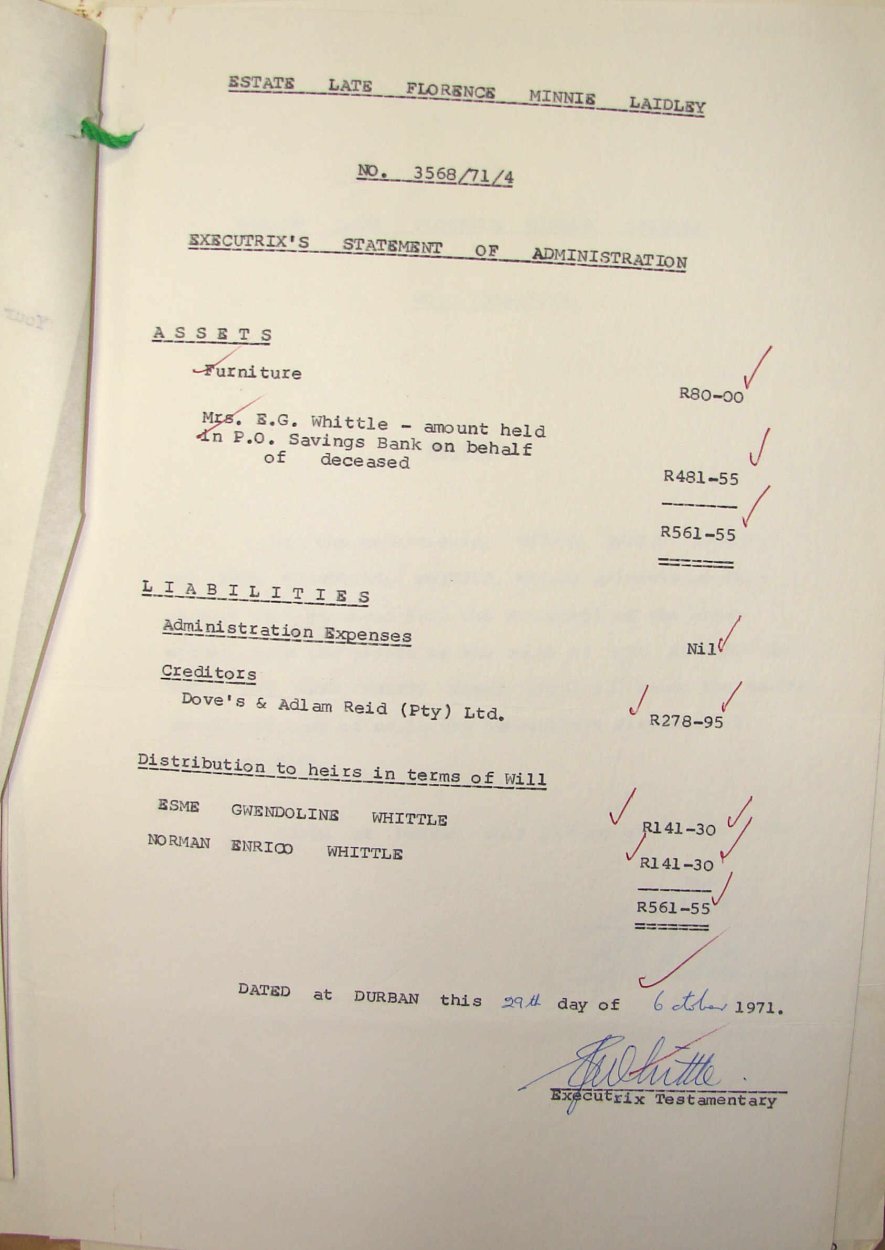 ESTATE LATE FLORENCE MINNIE LAIDLEY
NO. 3568/71/4
EXECUTRIX'S STATEMENT OF ADMINISTRATION
A S S E T S
Furniture R80-00
Mrs. E.G. Whittle - amount held
in P.O. Savings Bank on behalf
of deceased R481-55
R561-55
L I A B I L I T I E S
Administration Expenses Nil
Creditors
Dove's & Adlam Reid (Pty) Ltd. R278-95
Distribution to heirs in terms of Will
ESME GWENDOLINE WHITTLE R141-30
NORMAN ENRICO WHITTLE R141-30
R561-55
DATED at DURBAN this 29th day of October 1971.
Whittle
Executrix Testamentary